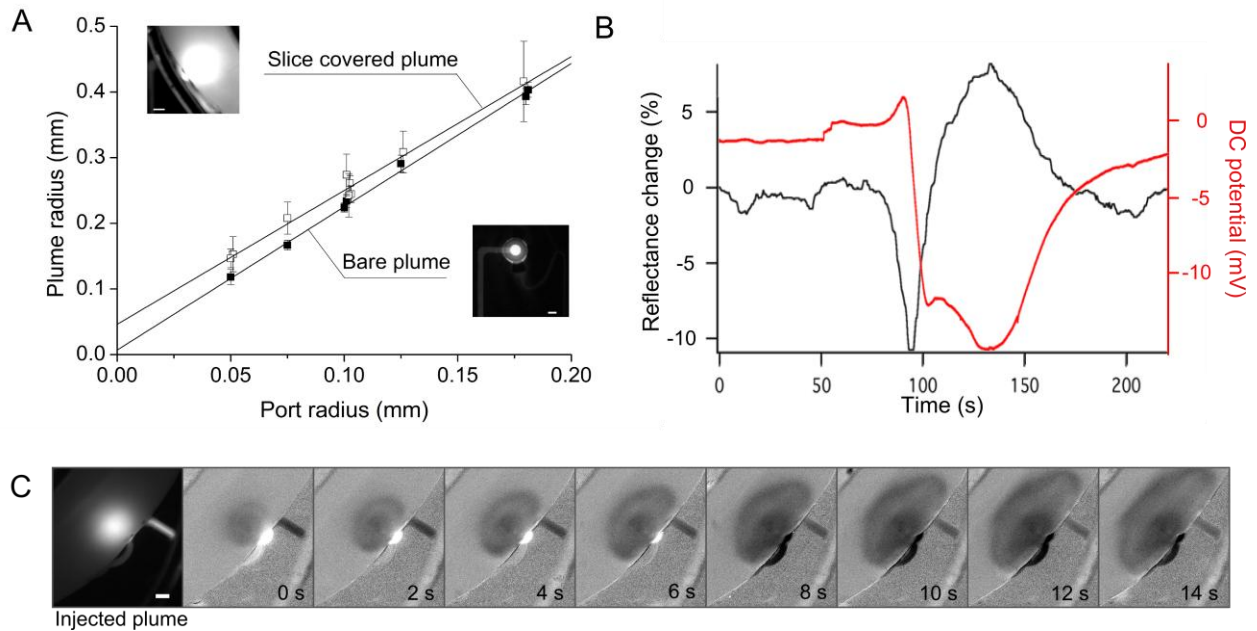 A
0.5
0.4
0.3
0.2
0.1
0.0
Plume radius (mm)
Slice covered plume
Bare plume
0.00
0.05
0.10
0.15
0.20
Port radius (mm)
B
5
0
-5
-10
Reflectance change (%)
0
-5
-10
DC potential (mV)
0
50
100
150
200
Time (s)
C
0 s
2 s
4 s
6 s
8 s
10 s
12 s
14 s
Injected plume